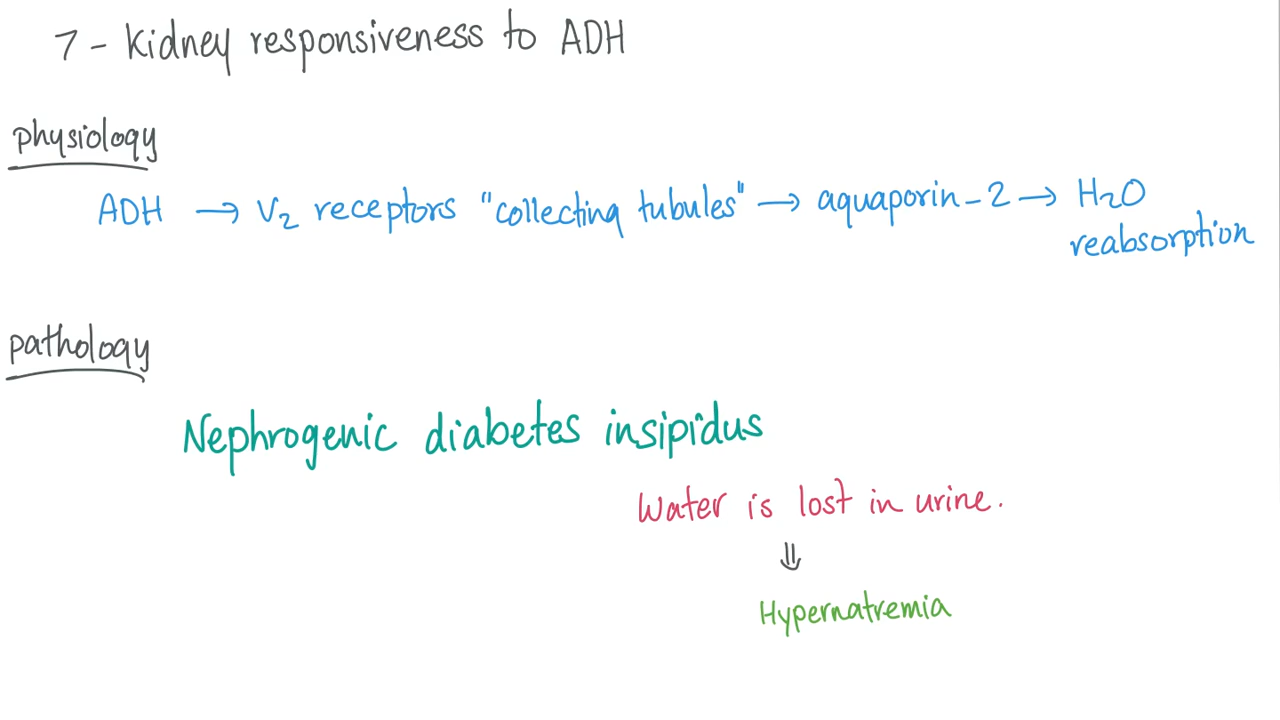 7 - Kidney responsiveness to ADH
physiology
ADH → V2 receptors "collecting tubules" → aquaporin-2 → H2O
reabsorption
pathology
Nephrogenic diabetes insipidus
Water is lost in urine.
⇓
Hypernatremia